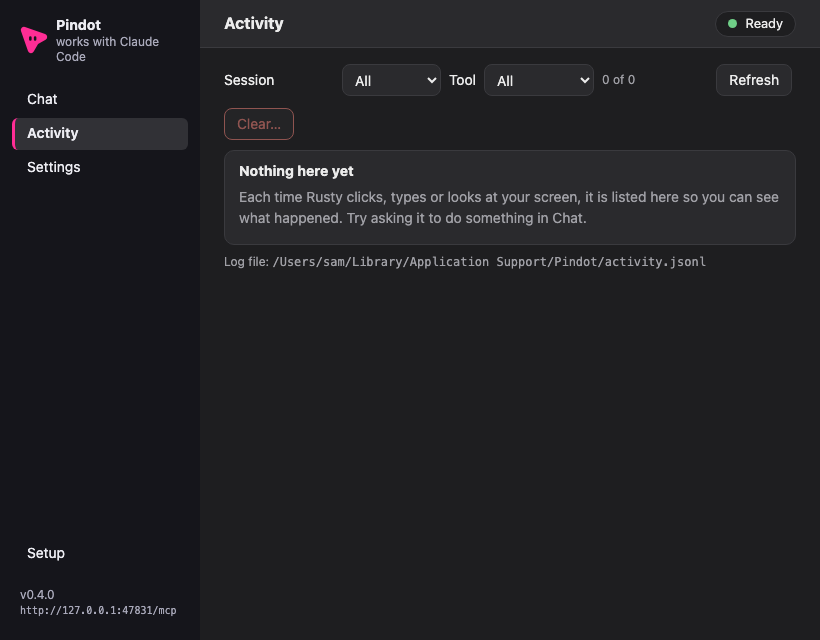 Pindot
works with Claude
Code
Chat
Activity
Settings
Setup
v0.4.0
http://127.0.0.1:47831/mcp
Activity
Ready
Session All Tool All 0 of 0 Refresh
Clear...
Nothing here yet
Each time Rusty clicks, types or looks at your screen, it is listed here so you can see
what happened. Try asking it to do something in Chat.
Log file: /Users/sam/Library/Application Support/Pindot/activity.jsonl